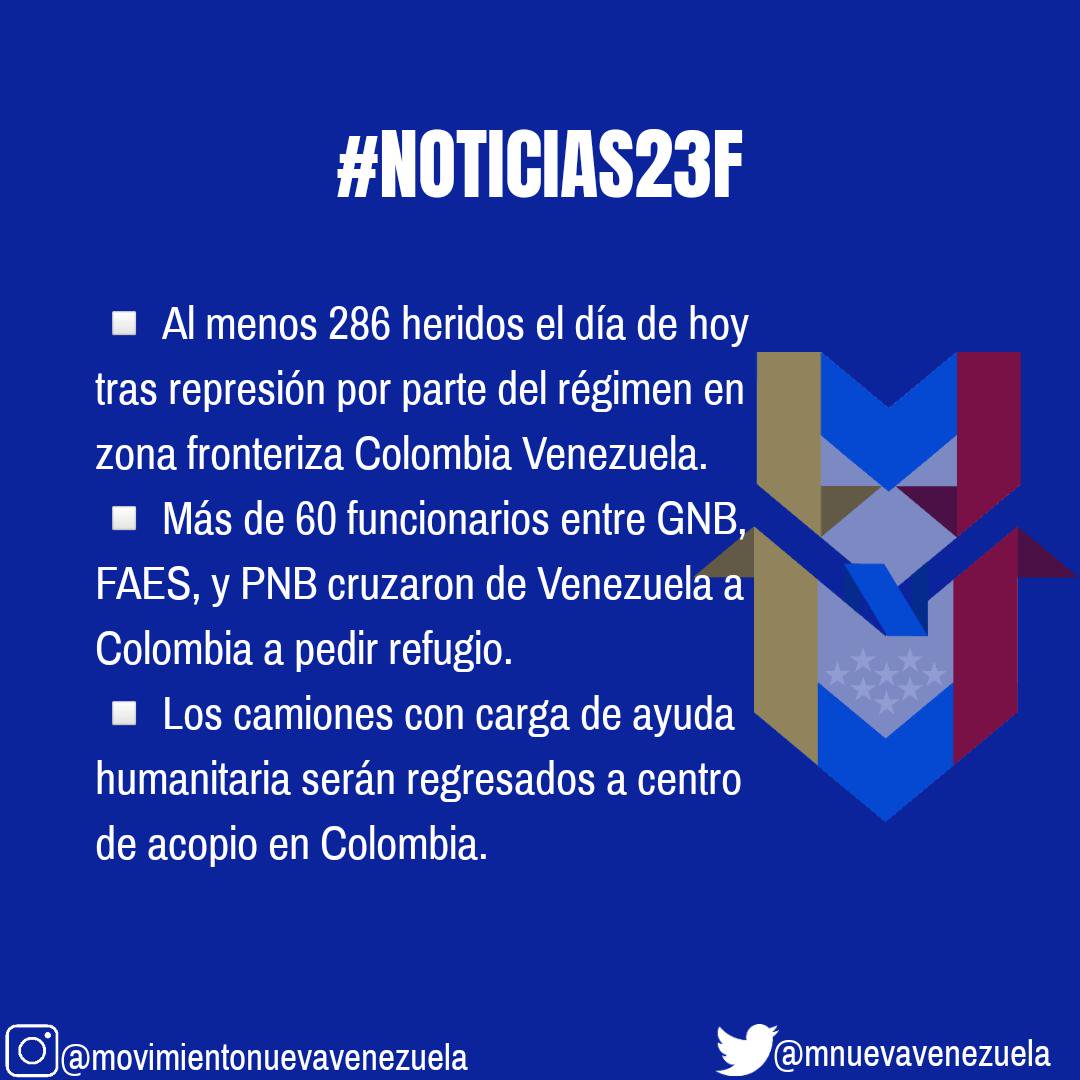 #NOTICIAS23F
Al menos 286 heridos el día de hoy
tras represión por parte del régimen en
zona fronteriza Colombia Venezuela.
Más de 60 funcionarios entre GNB,
FAES, y PNB cruzaron de Venezuela a
Colombia a pedir refugio.
Los camiones con carga de ayuda
humanitaria serán regresados a centro
de acopio en Colombia.
@movimientonuevavenezuela
@mnuevavenezuela